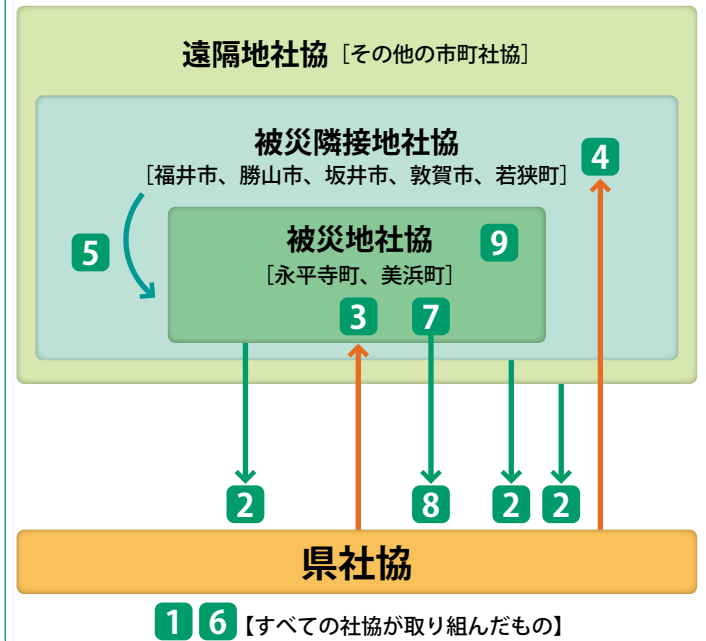 遠隔地社協［その他の市町社協］
被災隣接地社協
［福井市、勝山市、坂井市、敦賀市、若狭町］
4
5
被災地社協
9
［永平寺町、美浜町］
3 7
2 8 2 2
県社協
1 6【すべての社協が取り組んだもの】